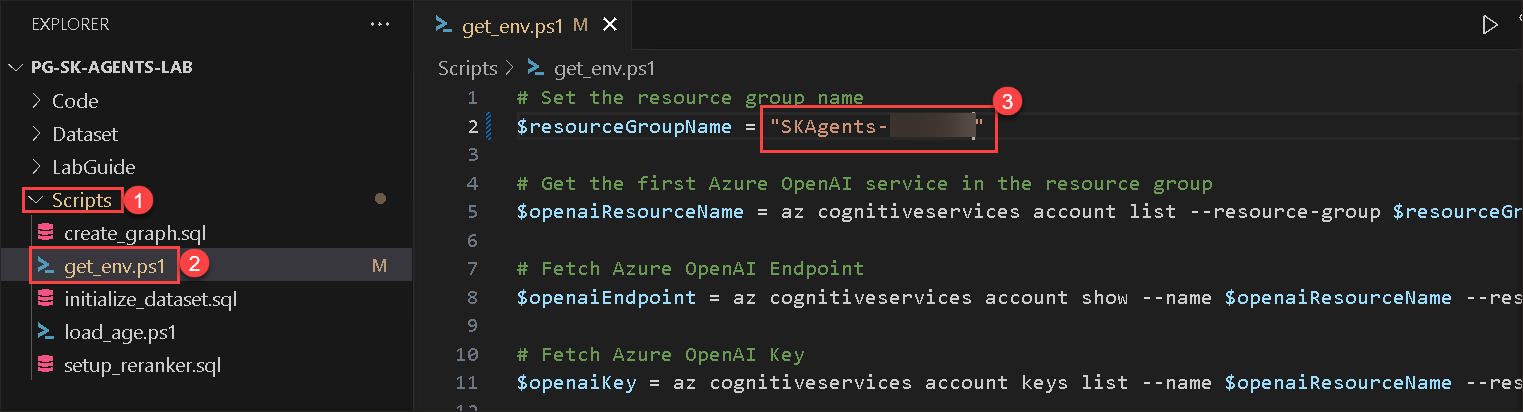 EXPLORER
PG-SK-AGENTS-LAB
Code
Dataset
LabGuide
Scripts 1
create_graph.sql
get_env.ps1 2 M
initialize_dataset.sql
load_age.ps1
setup_reranker.sql
get_env.ps1 M
Scripts > get_env.ps1
3
1 # Set the resource group name
2 $resourceGroupName = "SKAgents-"
3
4 # Get the first Azure OpenAI service in the resource group
5 $openaiResourceName = az cognitiveservices account list --resource-group $resourceGr
6
7 # Fetch Azure OpenAI Endpoint
8 $openaiEndpoint = az cognitiveservices account show --name $openaiResourceName --res
9
10 # Fetch Azure OpenAI Key
11 $openaiKey = az cognitiveservices account keys list --name $openaiResourceName --res
12